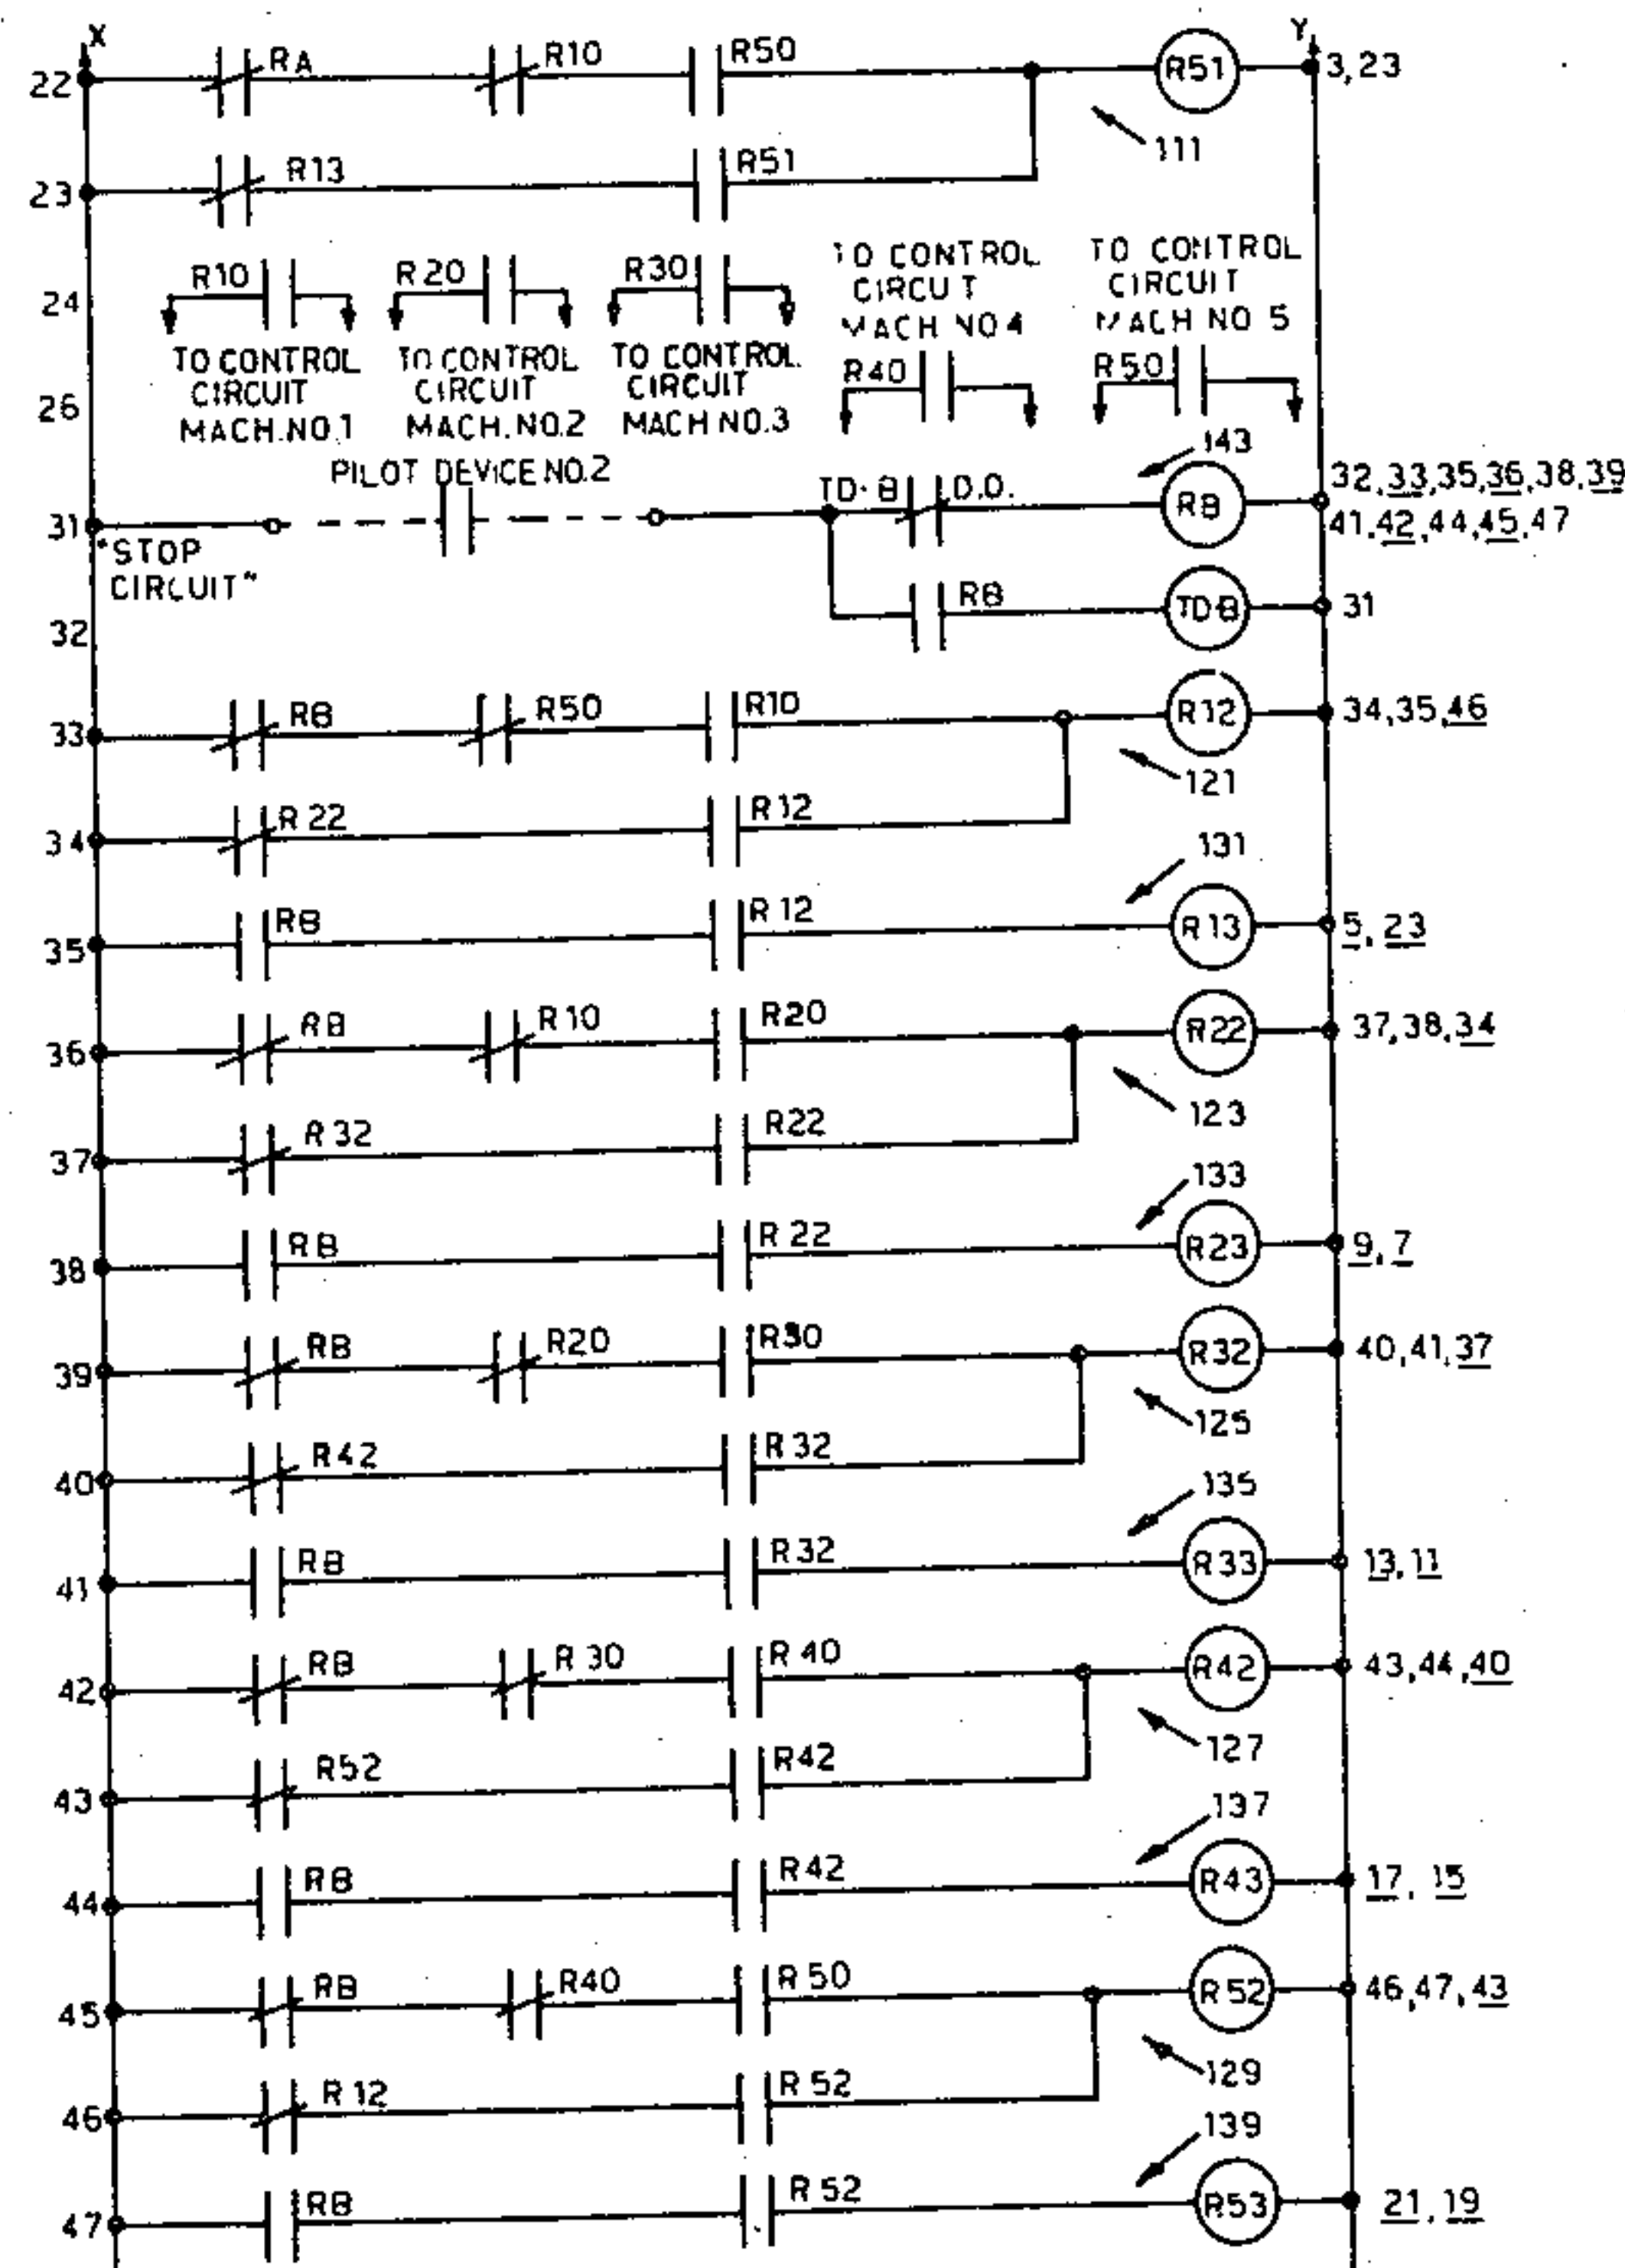 X Y
22 RA R10 R50 R51 3,23
111
23 R13 R51
24 R10 R20 R30 TO CONTROL CIRCUIT MACH NO 4 TO CONTROL CIRCUIT MACH NO 5
TO CONTROL CIRCUIT MACH. NO.1 TO CONTROL CIRCUIT MACH. NO.2 TO CONTROL CIRCUIT MACH NO.3
26 R40 R50
PILOT DEVICE NO.2
143
31 TD-B D.O. RB 32,33,35,36,38,39
41,42,44,45,47
"STOP
CIRCUIT"
32 RB TD-B 31
33 RB R50 R10 R12 34,35,46
121
34 R22 R12
131
35 RB R12 R13 5,23
36 RB R10 R20 R22 37,38,34
123
37 R32 R22
133
38 RB R22 R23 9,7
39 RB R20 R30 R32 40,41,37
125
40 R42 R32
135
41 RB R32 R33 13,11
42 RB R30 R40 R42 43,44,40
127
43 R52 R42
137
44 RB R42 R43 17, 15
45 RB R40 R50 R52 46,47,43
129
46 R12 R52
139
47 RB R52 R53 21,19